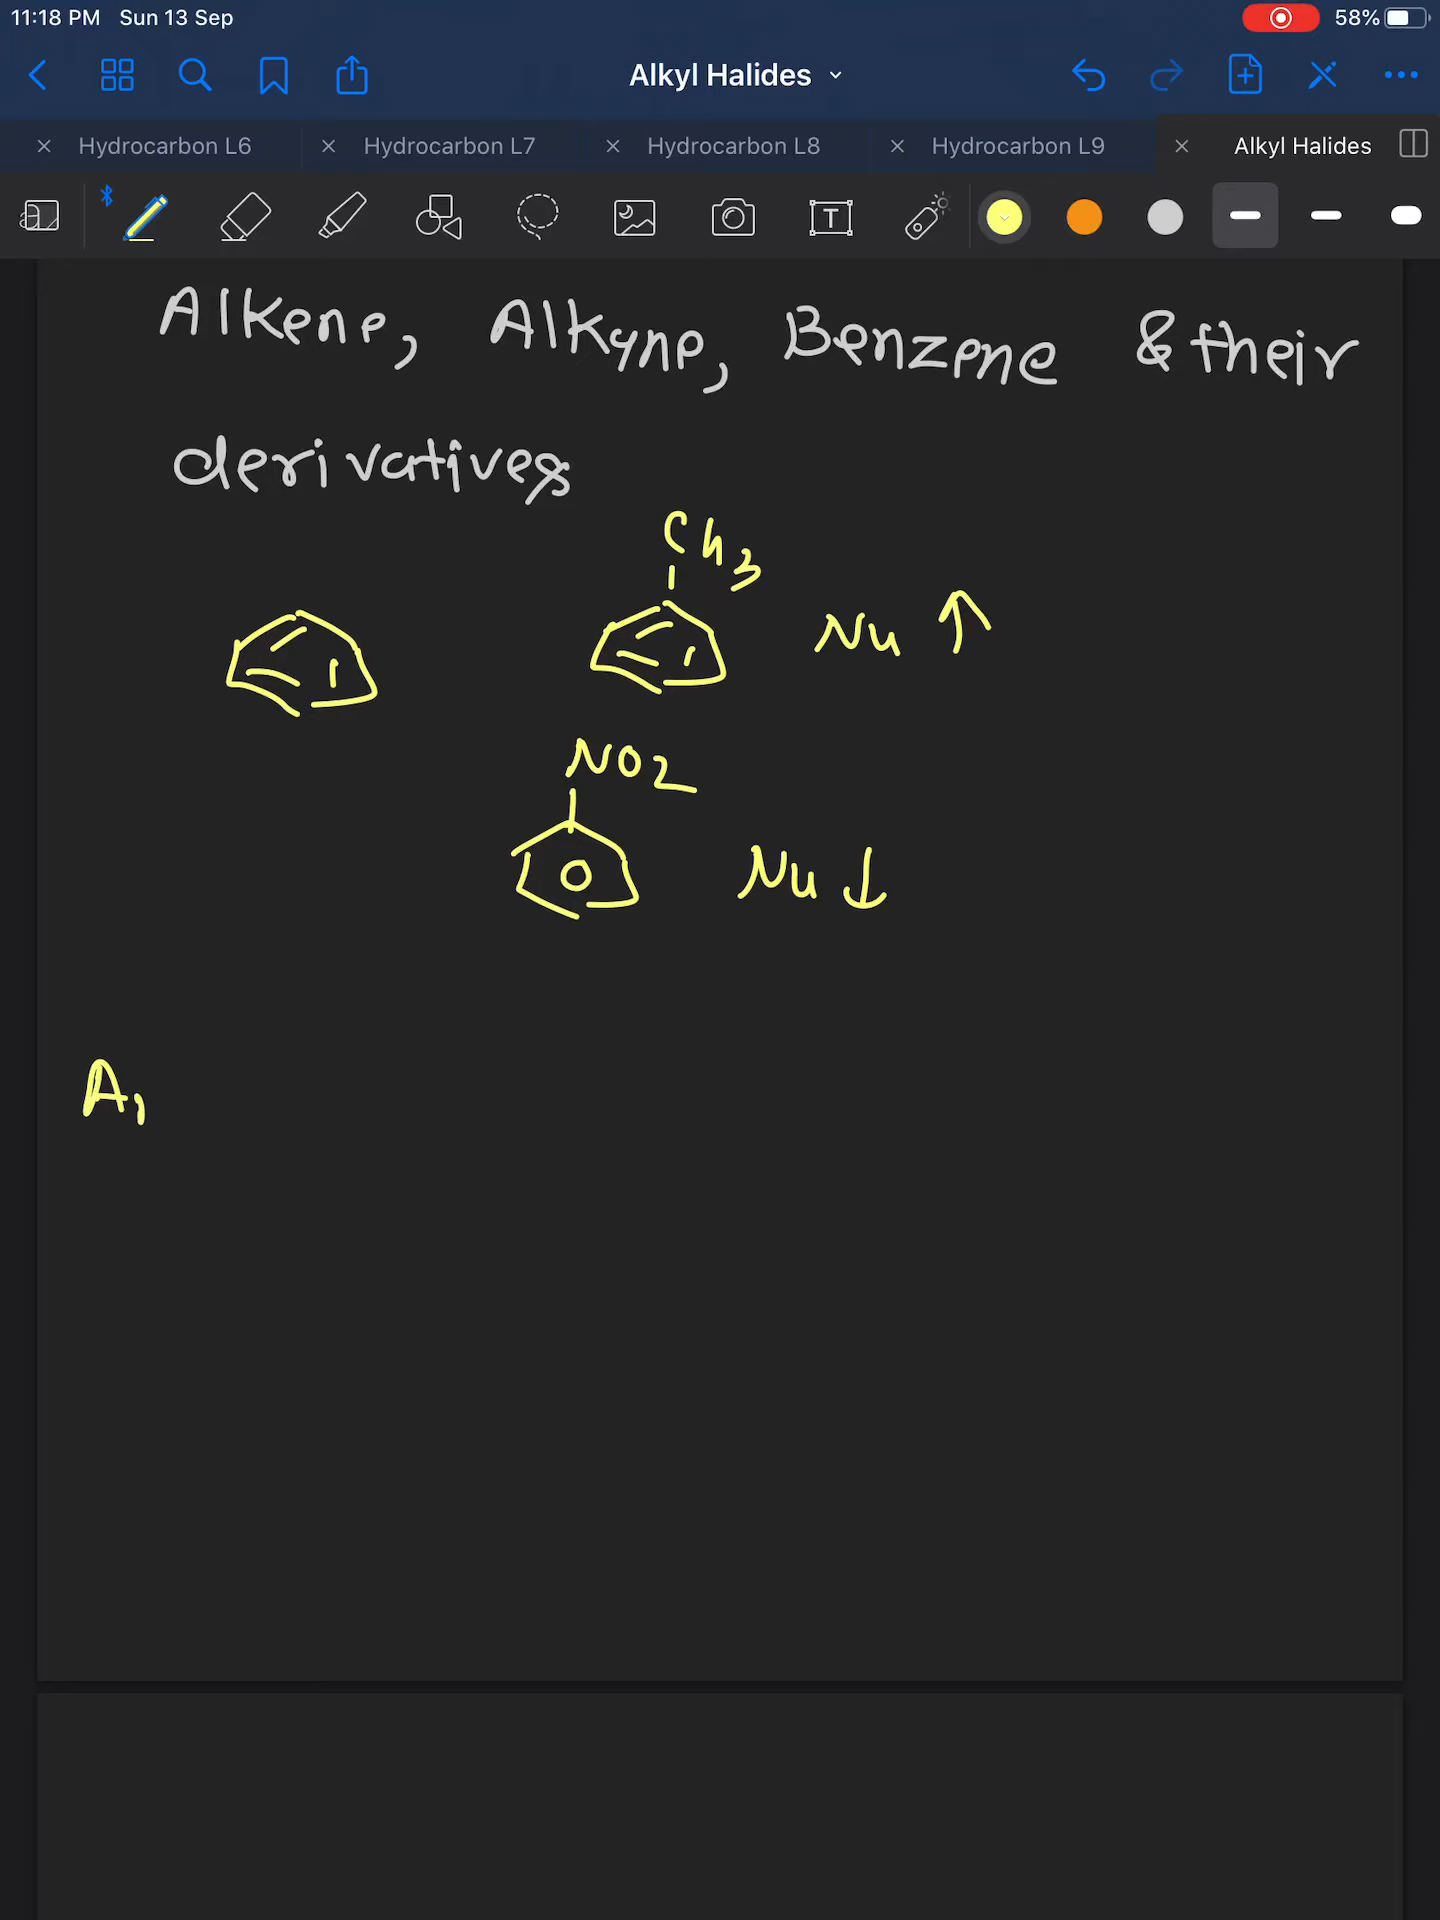 11:18 PM Sun 13 Sep 58%
Alkyl Halides
Hydrocarbon L6 Hydrocarbon L7 Hydrocarbon L8 Hydrocarbon L9 Alkyl Halides
a T
Alkene, Alkyne, Benzene & their
derivatives
CH3
Nu ↑
NO2
Nu ↓
A,